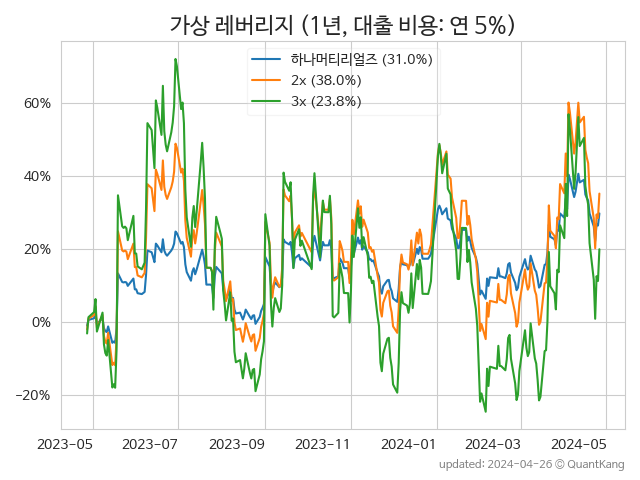 가상 레버리지 (1년, 대출 비용: 연 5%)
하나머티리얼즈 (31.0%)
2x (38.0%)
3x (23.8%)
60%
40%
20%
0%
−20%
2023-05 2023-07 2023-09 2023-11 2024-01 2024-03 2024-05
updated: 2024-04-26 © QuantKang